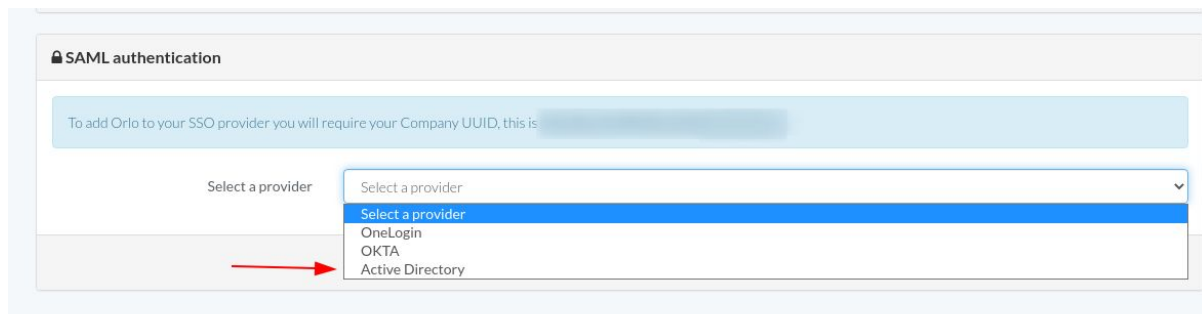 SAML authentication
To add Orlo to your SSO provider you will require your Company UUID, this is
Select a provider Select a provider
Select a provider
OneLogin
OKTA
Active Directory